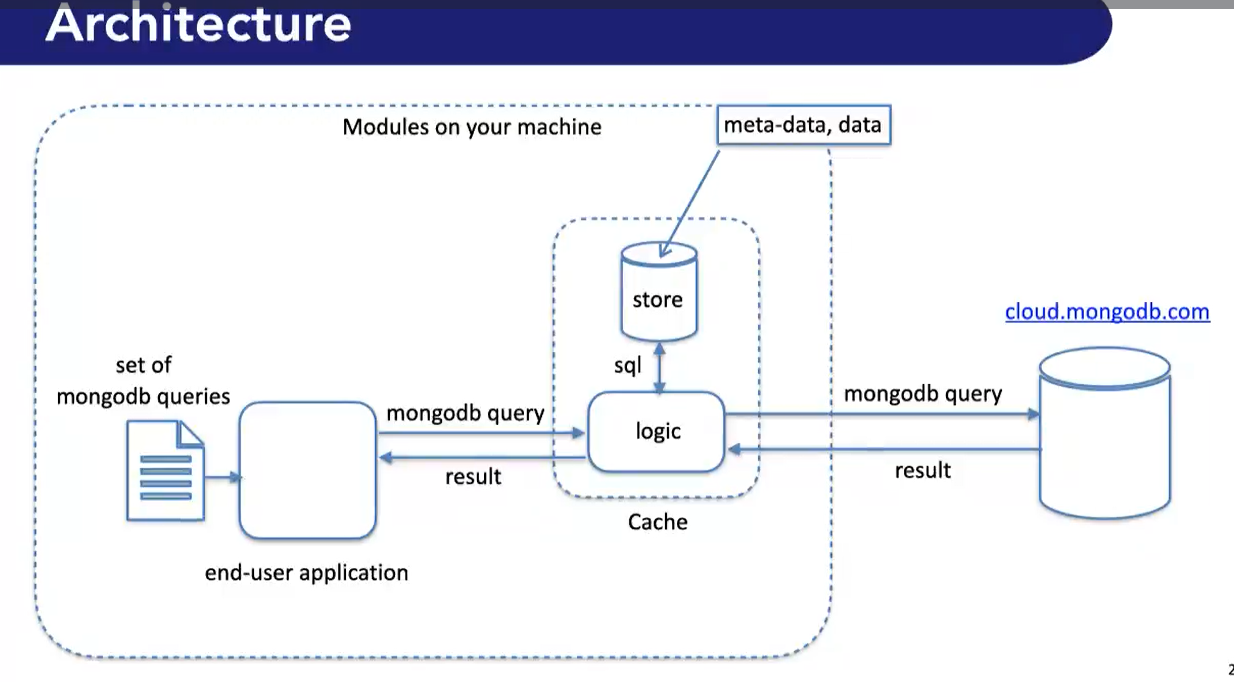 Architecture
Modules on your machine
meta-data, data
store
cloud.mongodb.com
set of
mongodb queries
sql
mongodb query
mongodb query
logic
result
result
Cache
end-user application
2